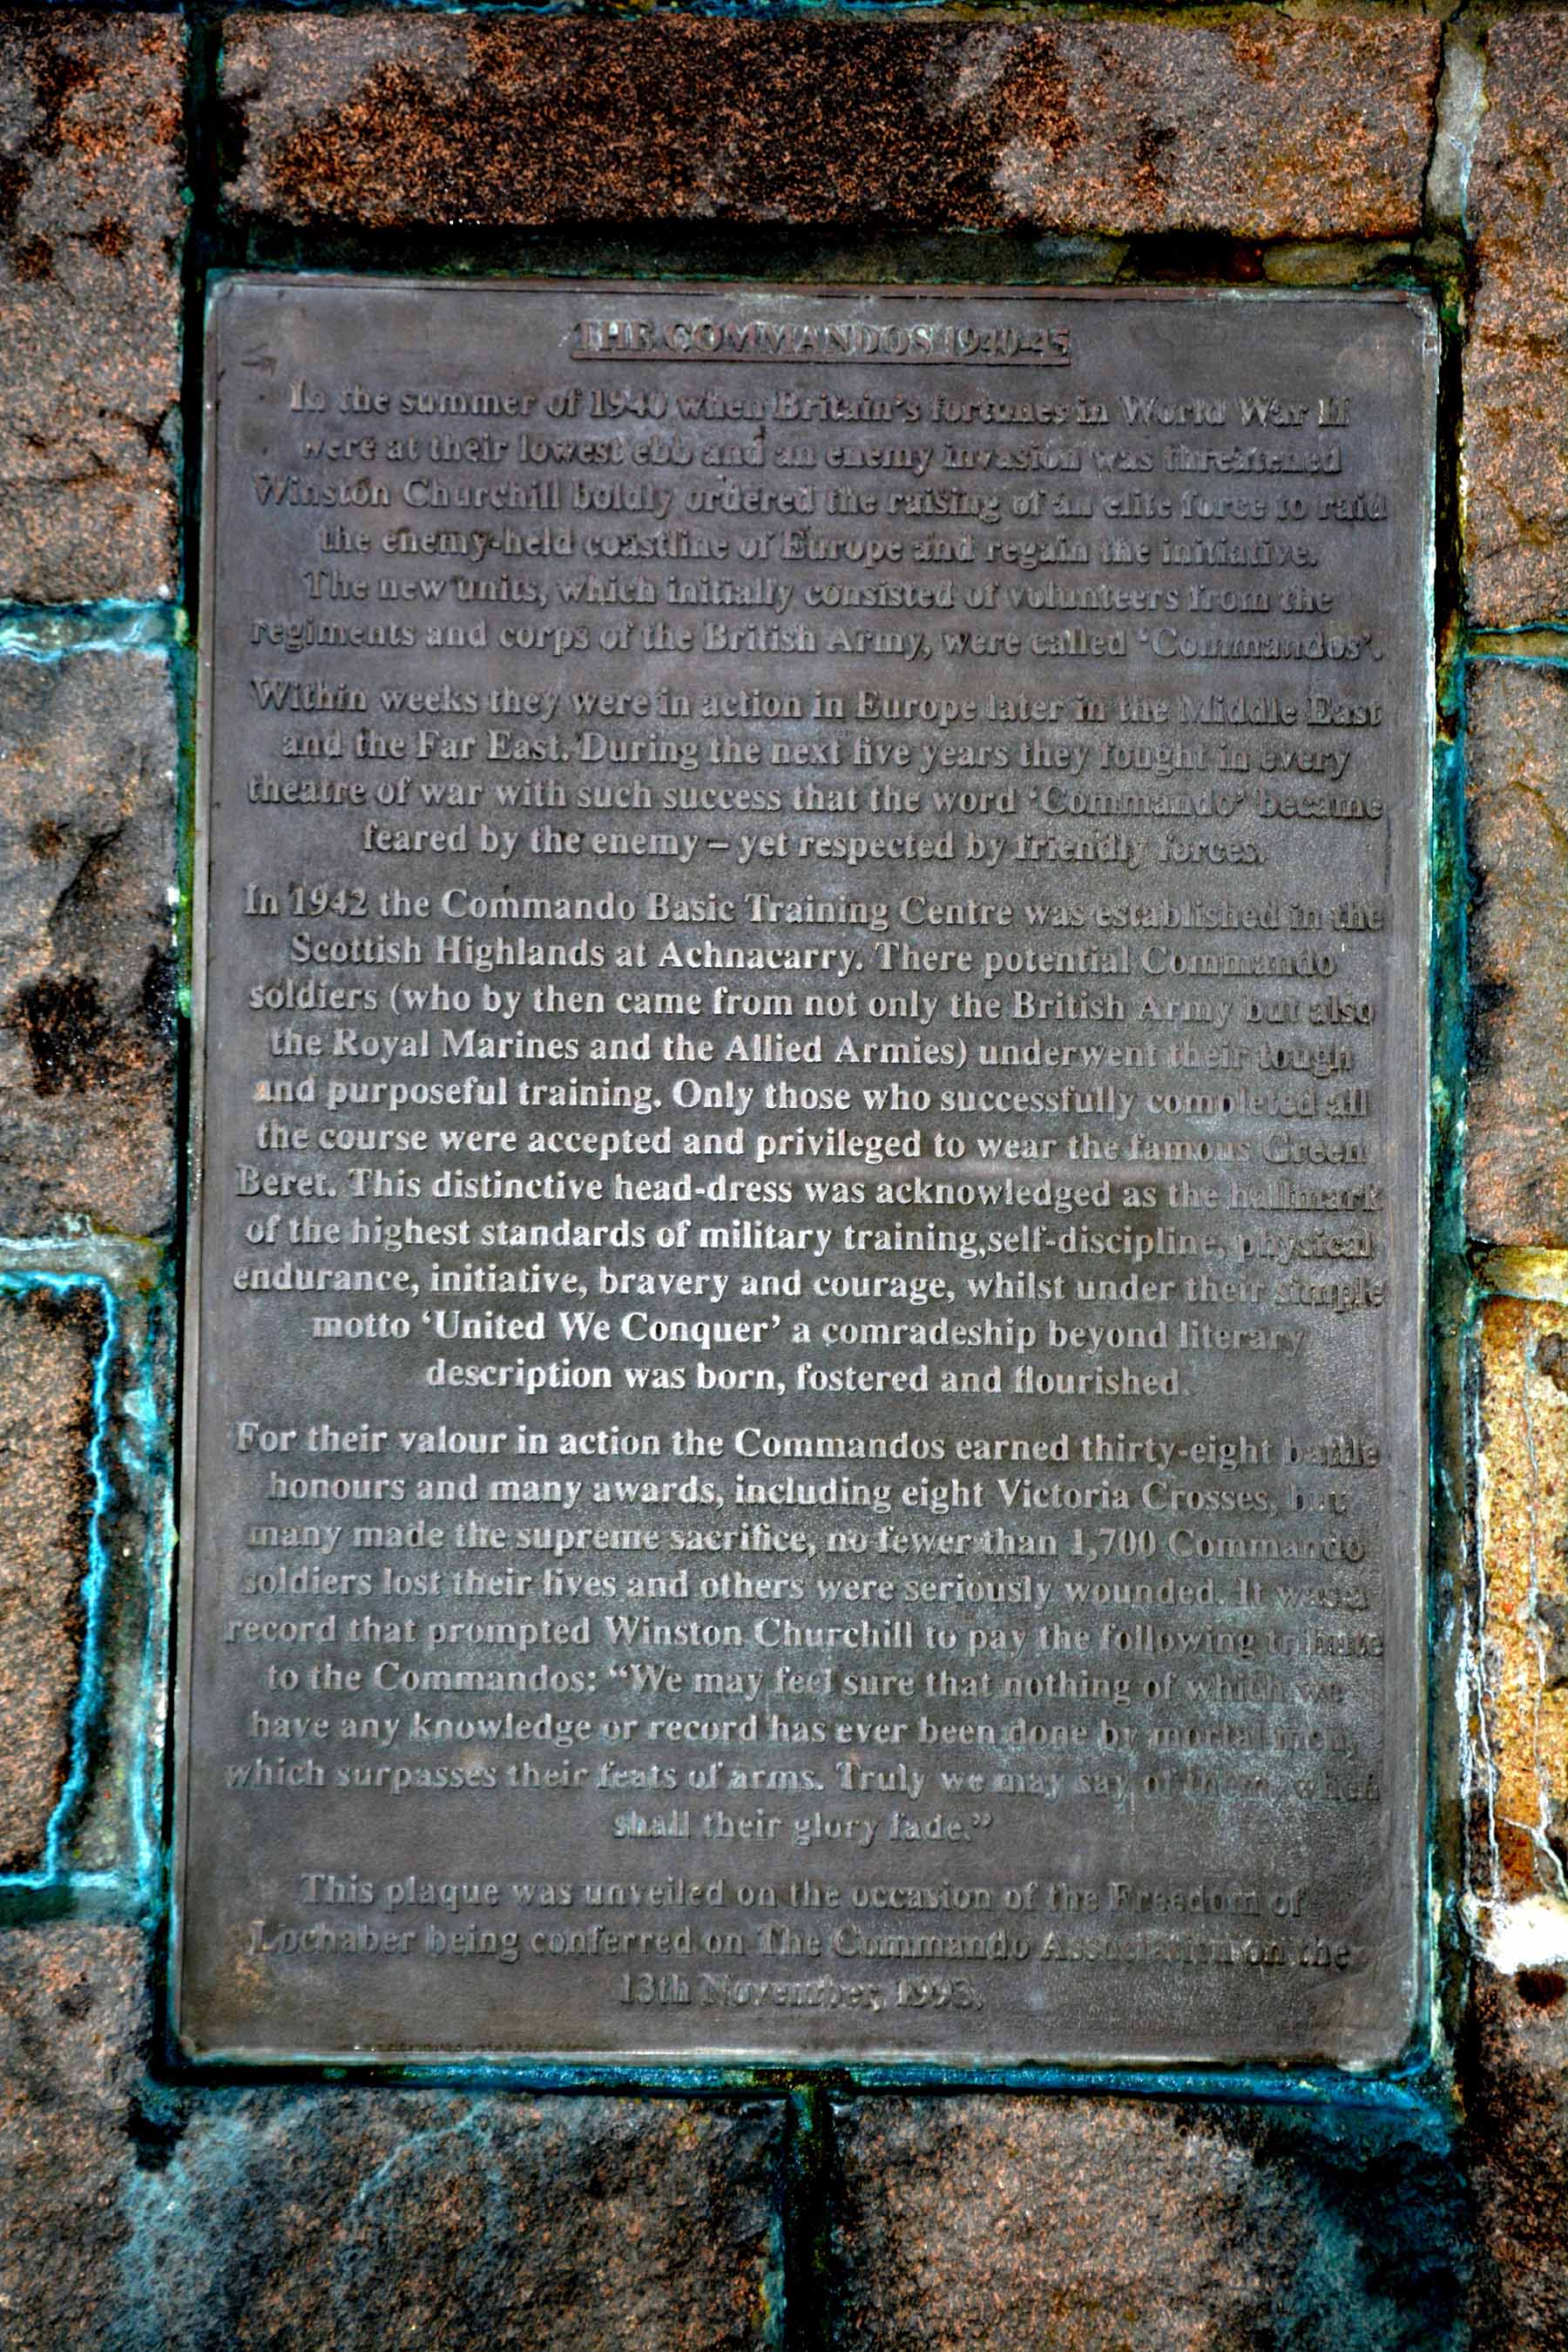 THE COMMANDOS 1940-45
In the summer of 1940 when Britain's fortunes in World War II
were at their lowest ebb and an enemy invasion was threatened
Winston Churchill boldly ordered the raising of an elite force to raid
the enemy-held coastline of Europe and regain the initiative.
The new units, which initially consisted of volunteers from the
regiments and corps of the British Army, were called 'Commandos'.
Within weeks they were in action in Europe later in the Middle East
and the Far East. During the next five years they fought in every
theatre of war with such success that the word 'Commando' became
feared by the enemy – yet respected by friendly forces.
In 1942 the Commando Basic Training Centre was established in the
Scottish Highlands at Achnacarry. There potential Commando
soldiers (who by then came from not only the British Army but also
the Royal Marines and the Allied Armies) underwent their tough
and purposeful training. Only those who successfully completed all
the course were accepted and privileged to wear the famous Green
Beret. This distinctive head-dress was acknowledged as the hallmark
of the highest standards of military training,self-discipline, physical
endurance, initiative, bravery and courage, whilst under their simple
motto 'United We Conquer' a comradeship beyond literary
description was born, fostered and flourished.
For their valour in action the Commandos earned thirty-eight battle
honours and many awards, including eight Victoria Crosses, but
many made the supreme sacrifice, no fewer than 1,700 Commando
soldiers lost their lives and others were seriously wounded. It was a
record that prompted Winston Churchill to pay the following tribute
to the Commandos: "We may feel sure that nothing of which we
have any knowledge or record has ever been done by mortal men,
which surpasses their feats of arms. Truly we may say of them, when
shall their glory fade."
This plaque was unveiled on the occasion of the Freedom of
Lochaber being conferred on The Commando Association on the
13th November, 1993.